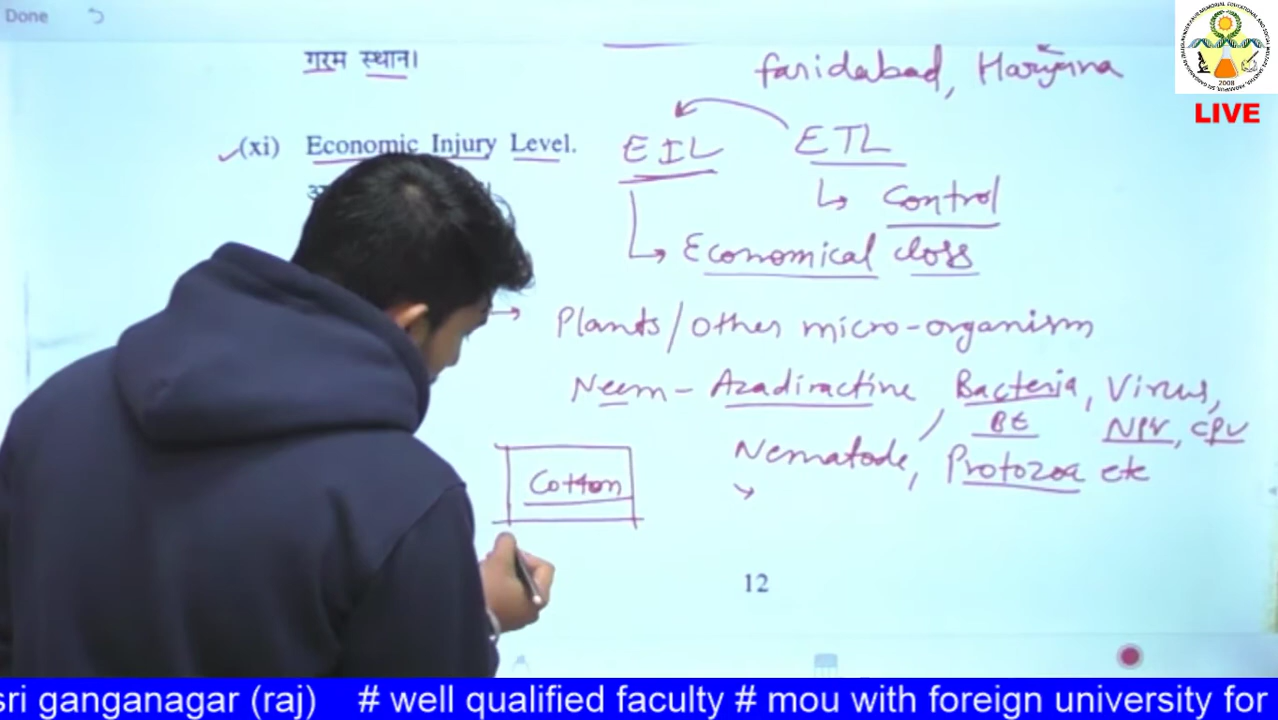 Done
गरम स्थान।
faridabad, Haryana
LIVE
(xi) Economic Injury Level.
EIL ETL
↳ Control
↳ Economical loss
→ Plants/other micro-organism
Neem - Azadiractine, Bacteria, Virus,
Bt NPV, CPV
Nematode, Protozoa etc
Cotton
12
2008
sri ganganagar (raj) # well qualified faculty # mou with foreign university for